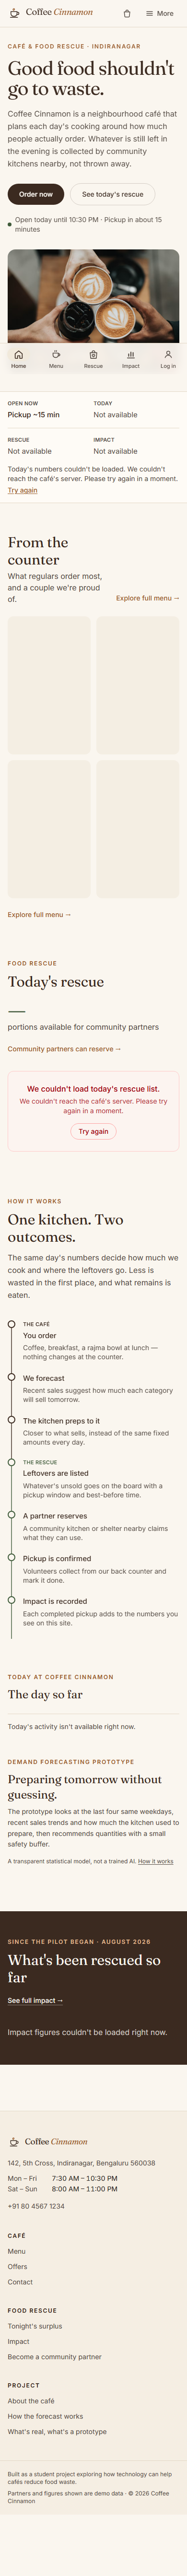 Coffee Cinnamon
More
CAFÉ & FOOD RESCUE · INDIRANAGAR
Good food shouldn't
go to waste.
Coffee Cinnamon is a neighbourhood café that
plans each day's cooking around how much
people actually order. Whatever is still left in
the evening is collected by community
kitchens nearby, not thrown away.
Order now
See today's rescue
Open today until 10:30 PM · Pickup in about 15
minutes
Home
Menu
Rescue
Impact
Log in
OPEN NOW
Pickup ~15 min
TODAY
Not available
RESCUE
Not available
IMPACT
Not available
Today's numbers couldn't be loaded. We couldn't
reach the café's server. Please try again in a moment.
Try again
From the
counter
What regulars order most,
and a couple we're proud
of.
Explore full menu →
Explore full menu →
FOOD RESCUE
Today's rescue
—
portions available for community partners
Community partners can reserve →
We couldn't load today's rescue list.
We couldn't reach the café's server. Please try
again in a moment.
Try again
HOW IT WORKS
One kitchen. Two
outcomes.
The same day's numbers decide how much we
cook and where the leftovers go. Less is
wasted in the first place, and what remains is
eaten.
THE CAFÉ
You order
Coffee, breakfast, a rajma bowl at lunch —
nothing changes at the counter.
We forecast
Recent sales suggest how much each category
will sell tomorrow.
The kitchen preps to it
Closer to what sells, instead of the same fixed
amounts every day.
THE RESCUE
Leftovers are listed
Whatever's unsold goes on the board with a
pickup window and best-before time.
A partner reserves
A community kitchen or shelter nearby claims
what they can use.
Pickup is confirmed
Volunteers collect from our back counter and
mark it done.
Impact is recorded
Each completed pickup adds to the numbers you
see on this site.
TODAY AT COFFEE CINNAMON
The day so far
Today's activity isn't available right now.
DEMAND FORECASTING PROTOTYPE
Preparing tomorrow without
guessing.
The prototype looks at the last four same weekdays,
recent sales trends and how much the kitchen used to
prepare, then recommends quantities with a small
safety buffer.
A transparent statistical model, not a trained AI. How it works
SINCE THE PILOT BEGAN · AUGUST 2026
What's been rescued so
far
See full impact →
Impact figures couldn't be loaded right now.
Coffee Cinnamon
142, 5th Cross, Indiranagar, Bengaluru 560038
Mon – Fri 7:30 AM – 10:30 PM
Sat – Sun 8:00 AM – 11:00 PM
+91 80 4567 1234
CAFÉ
Menu
Offers
Contact
FOOD RESCUE
Tonight's surplus
Impact
Become a community partner
PROJECT
About the café
How the forecast works
What's real, what's a prototype
Built as a student project exploring how technology can help
cafés reduce food waste.
Partners and figures shown are demo data · © 2026 Coffee
Cinnamon